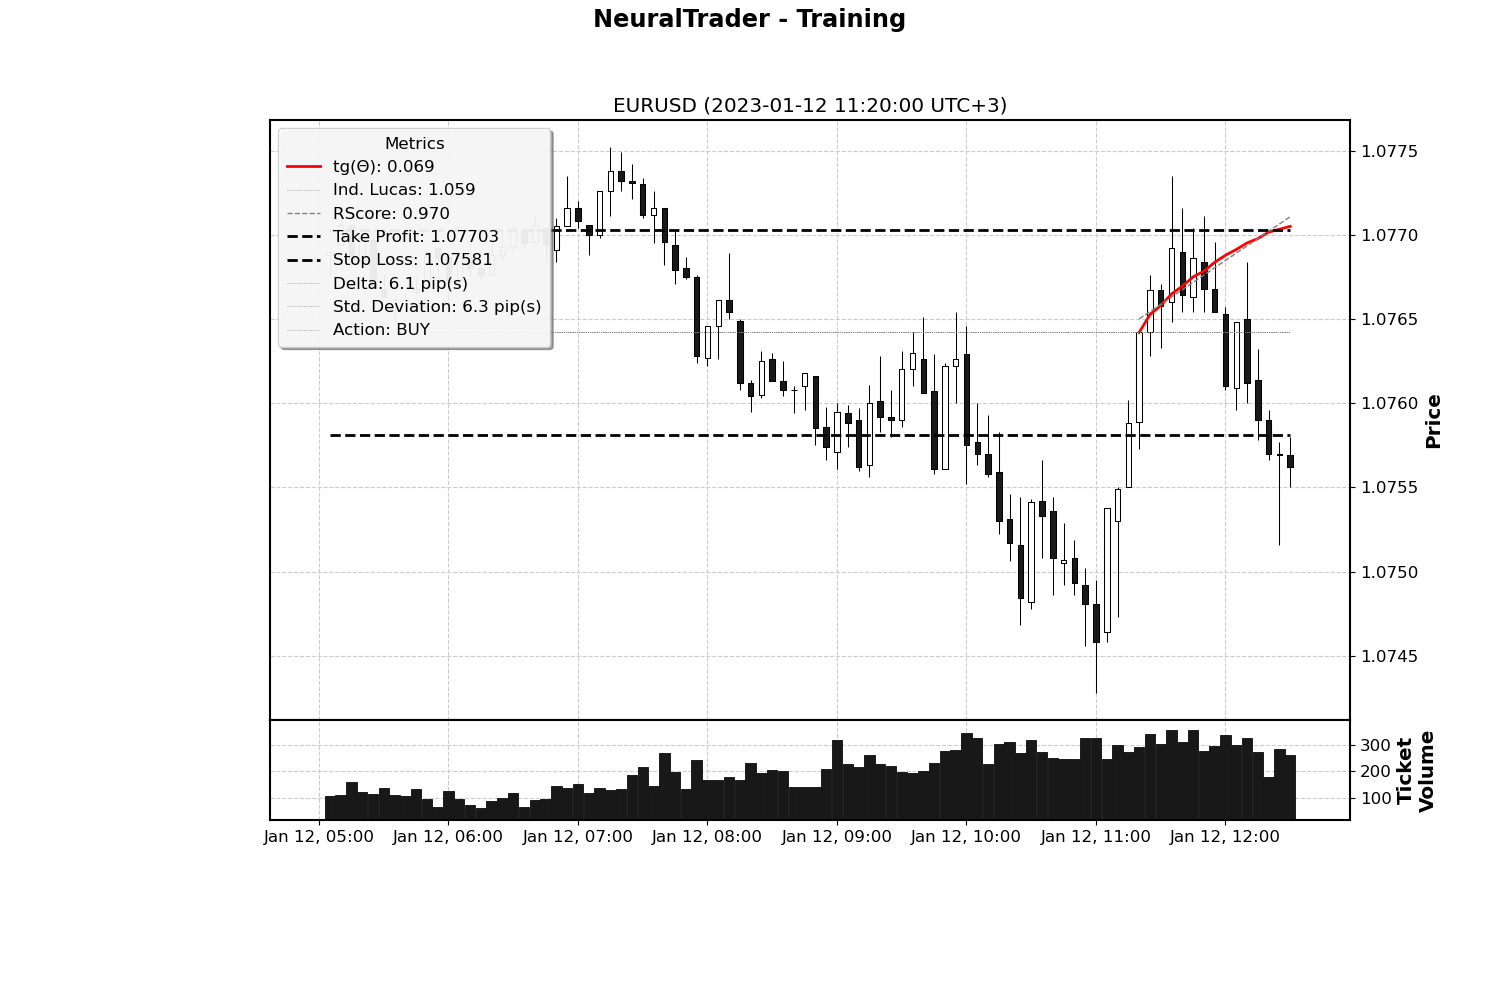 NeuralTrader - Training
EURUSD (2023-01-12 11:20:00 UTC+3)
Metrics
tg(Θ): 0.069
Ind. Lucas: 1.059
RScore: 0.970
Take Profit: 1.07703
Stop Loss: 1.07581
Delta: 6.1 pip(s)
Std. Deviation: 6.3 pip(s)
Action: BUY
1.0775
1.0770
1.0765
1.0760
1.0755
1.0750
1.0745
Price
300
200
100
Ticket
Volume
Jan 12, 05:00
Jan 12, 06:00
Jan 12, 07:00
Jan 12, 08:00
Jan 12, 09:00
Jan 12, 10:00
Jan 12, 11:00
Jan 12, 12:00